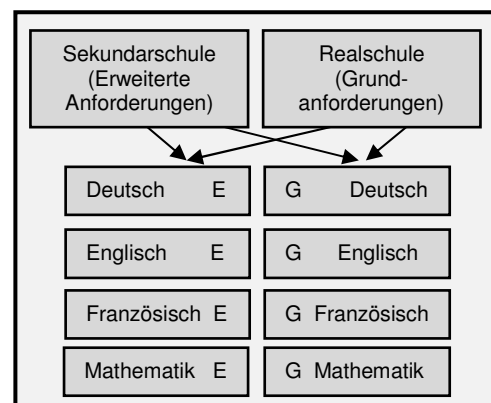 Sekundarschule
(Erweiterte
Anforderungen)
Realschule
(Grund-
anforderungen)
Deutsch E
G Deutsch
Englisch E
G Englisch
Französisch E
G Französisch
Mathematik E
G Mathematik